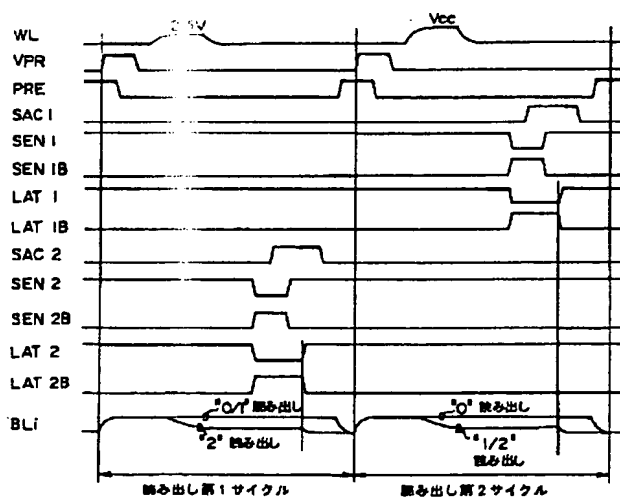 WL
Vcc
VPR
PRE
SAC 1
SEN 1
SEN 1B
LAT 1
LAT 1B
SAC 2
SEN 2
SEN 2B
LAT 2
LAT 2B
BLi
"0/1" 読み出し
"2" 読み出し
"0" 読み出し
"1/2" 読み出し
読み出し第1サイクル
読み出し第2サイクル